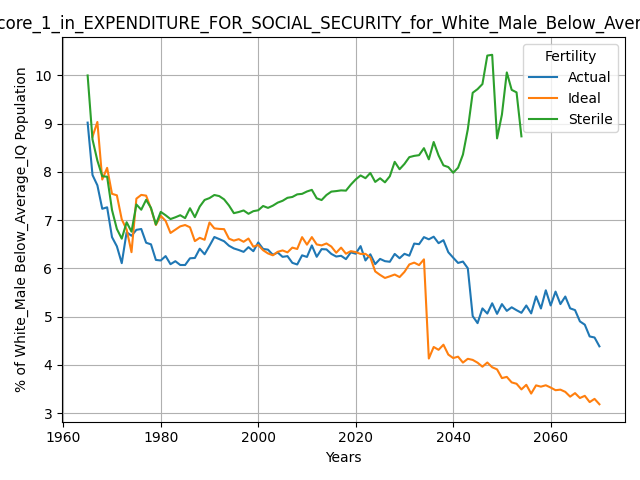 core_1_in_EXPENDITURE_FOR_SOCIAL_SECURITY_for_White_Male_Below_Aver
% of White_Male Below_Average_IQ Population
10
9
8
7
6
5
4
3
Fertility
Actual
Ideal
Sterile
1960 1980 2000 2020 2040 2060
Years